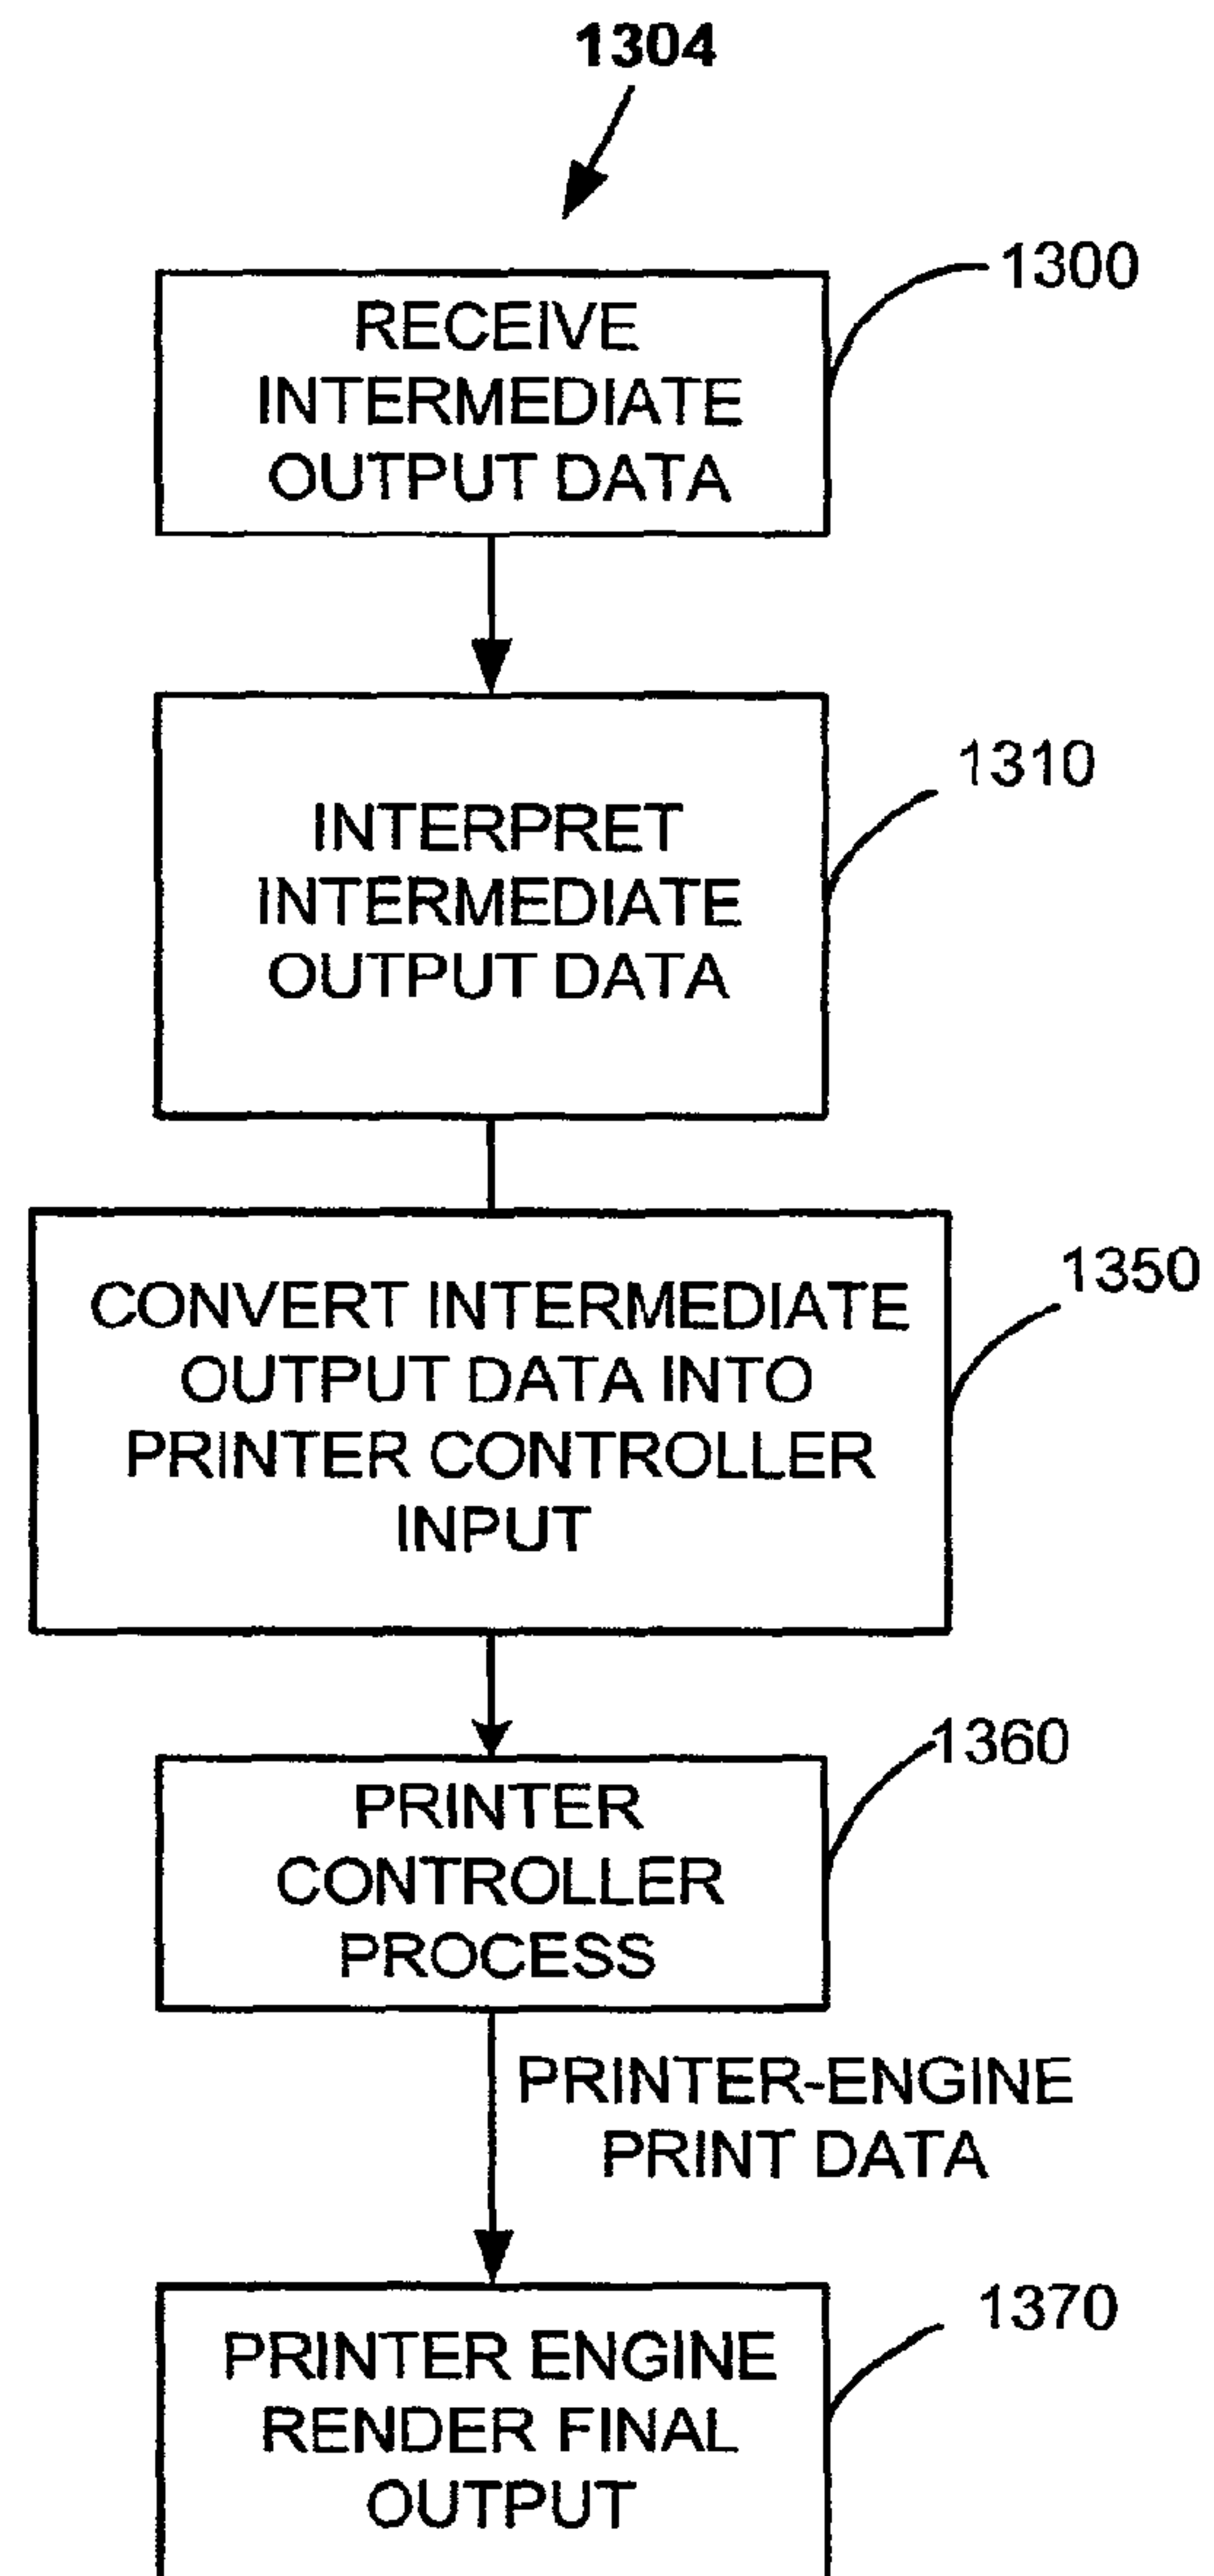 1304
1300
RECEIVE
INTERMEDIATE
OUTPUT DATA
1310
INTERPRET
INTERMEDIATE
OUTPUT DATA
1350
CONVERT INTERMEDIATE
OUTPUT DATA INTO
PRINTER CONTROLLER
INPUT
1360
PRINTER
CONTROLLER
PROCESS
PRINTER-ENGINE
PRINT DATA
1370
PRINTER ENGINE
RENDER FINAL
OUTPUT